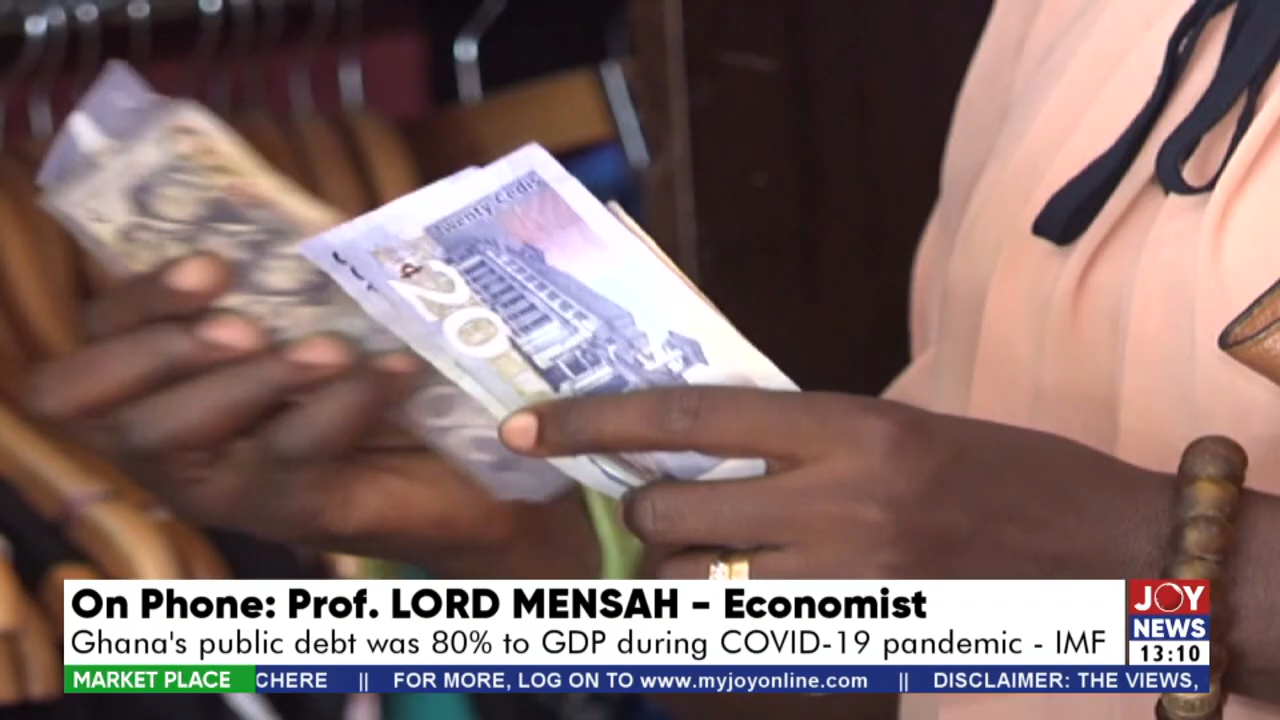 Twenty Cedis
20
On Phone: Prof. LORD MENSAH - Economist
Ghana's public debt was 80% to GDP during COVID-19 pandemic - IMF
JOY
NEWS
13:10
MARKET PLACE
CHERE || FOR MORE, LOG ON TO www.myjoyonline.com || DISCLAIMER: THE VIEWS,